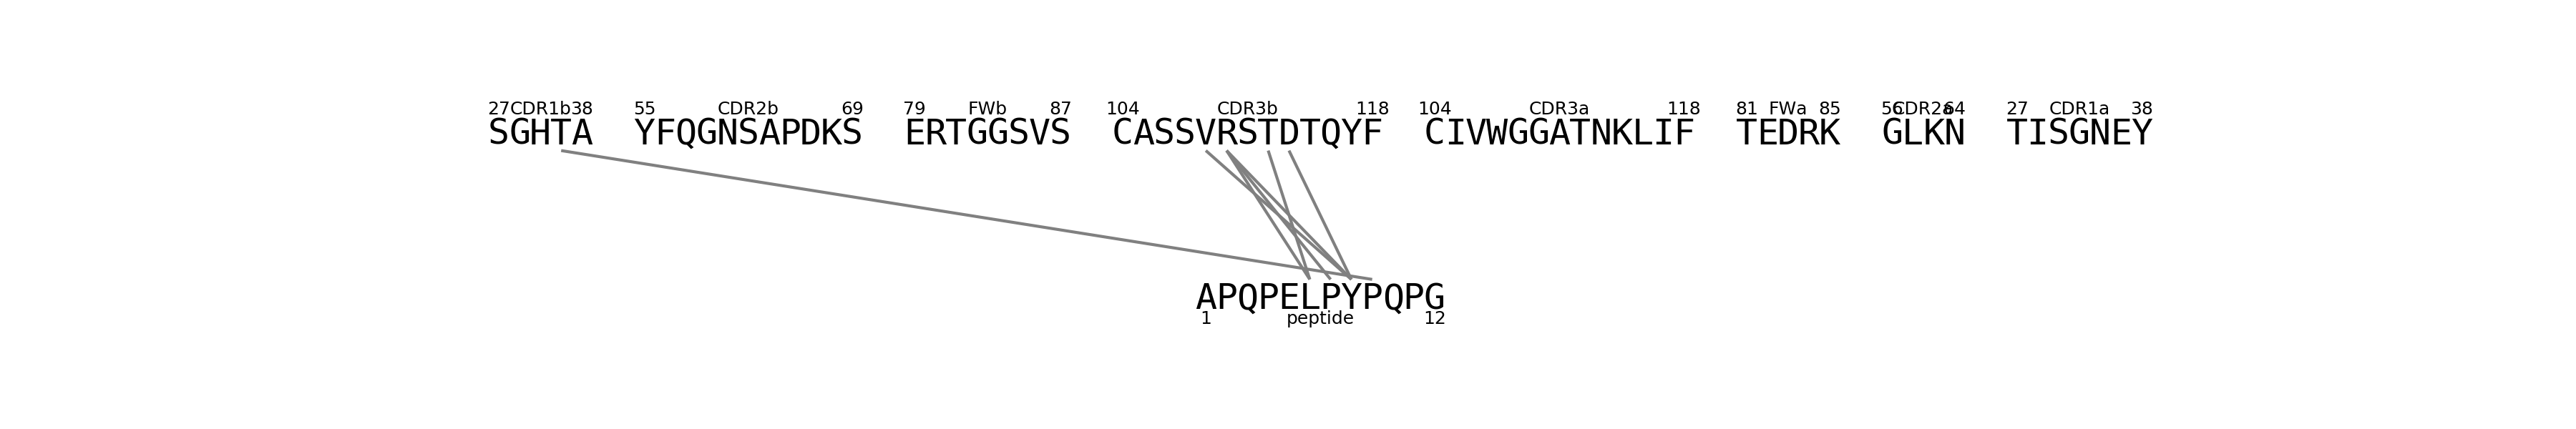 27 CDR1b 38 55 CDR2b 69 79 FWb 87 104 CDR3b 118 104 CDR3a 118 81 FWa 85 56 CDR2a 64 27 CDR1a 38
SGHTA YFQGNSAPDKS ERTGGSVS CASSVRSTDTQYF CIVWGGATNKLIF TEDRK GLKN TISGNEY
APQPELPYPQPG
1 peptide 12